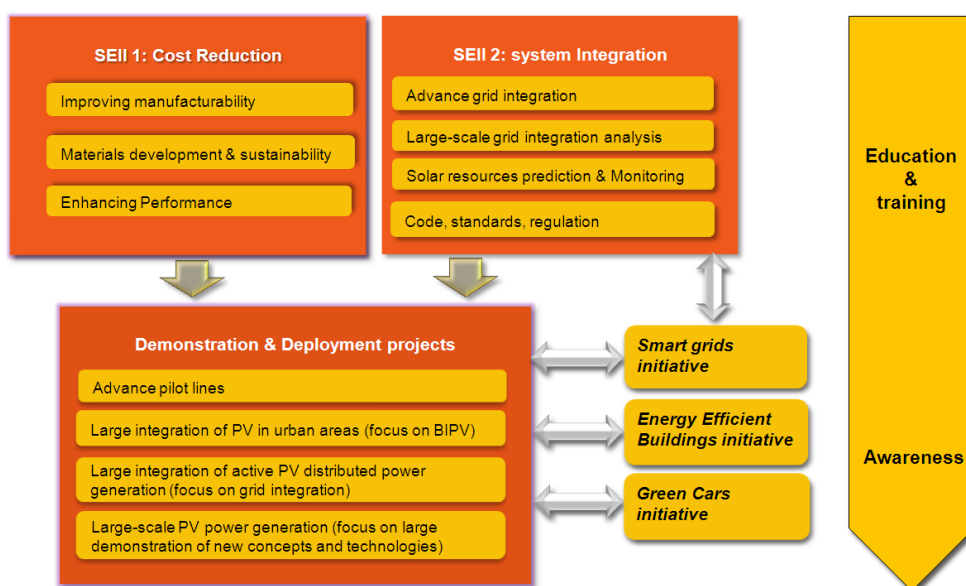 SEII 1: Cost Reduction
Improving manufacturability
Materials development & sustainability
Enhancing Performance
SEII 2: system Integration
Advance grid integration
Large-scale grid integration analysis
Solar resources prediction & Monitoring
Code, standards, regulation
Demonstration & Deployment projects
Advance pilot lines
Large integration of PV in urban areas (focus on BIPV)
Large integration of active PV distributed power
generation (focus on grid integration)
Large-scale PV power generation (focus on large
demonstration of new concepts and technologies)
Smart grids
initiative
Energy Efficient
Buildings initiative
Green Cars
initiative
Education
&
training
Awareness